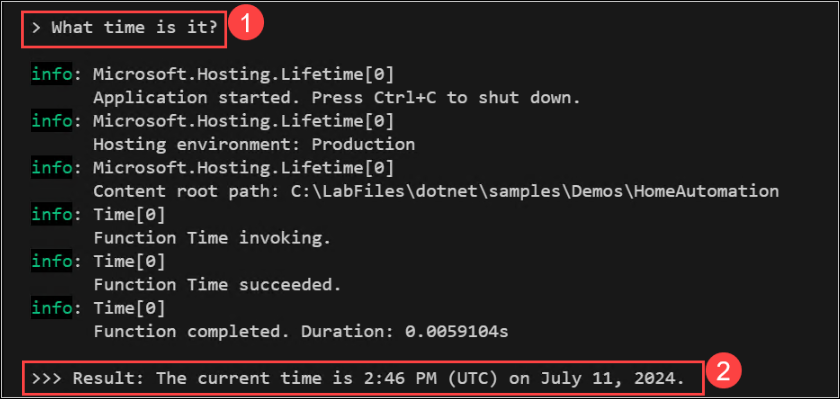 > What time is it? 1
info: Microsoft.Hosting.Lifetime[0]
Application started. Press Ctrl+C to shut down.
info: Microsoft.Hosting.Lifetime[0]
Hosting environment: Production
info: Microsoft.Hosting.Lifetime[0]
Content root path: C:\LabFiles\dotnet\samples\Demos\HomeAutomation
info: Time[0]
Function Time invoking.
info: Time[0]
Function Time succeeded.
info: Time[0]
Function completed. Duration: 0.0059104s
>>> Result: The current time is 2:46 PM (UTC) on July 11, 2024. 2